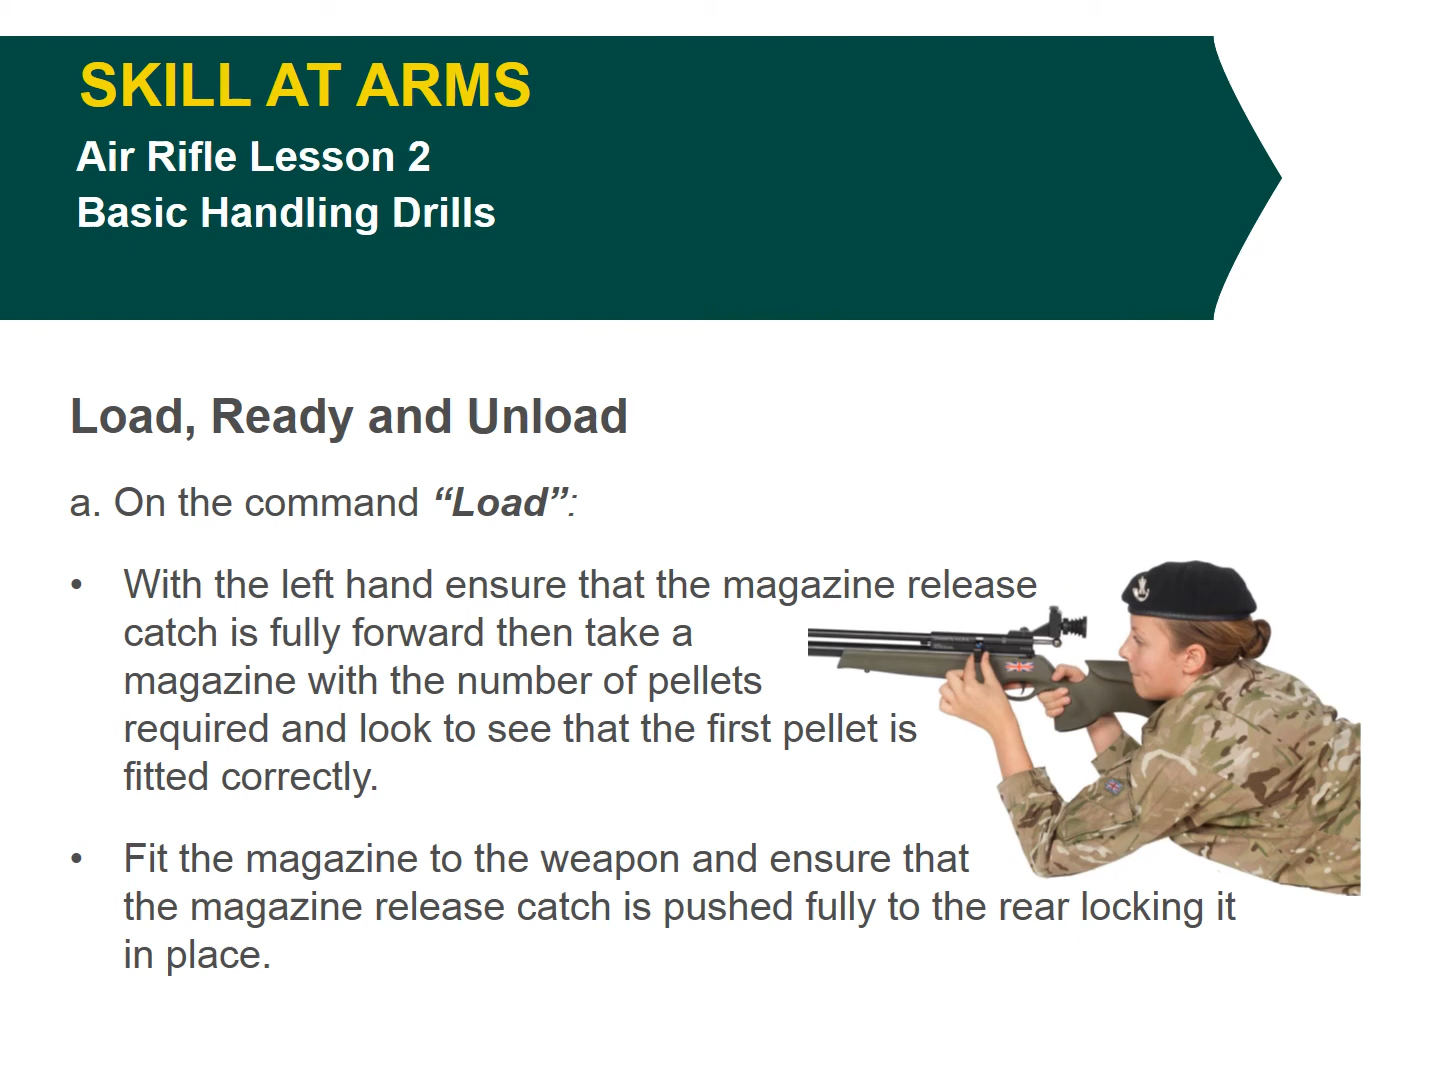 SKILL AT ARMS
Air Rifle Lesson 2
Basic Handling Drills
Load, Ready and Unload
a. On the command “Load”:
• With the left hand ensure that the magazine release
catch is fully forward then take a
magazine with the number of pellets
required and look to see that the first pellet is
fitted correctly.
• Fit the magazine to the weapon and ensure that
the magazine release catch is pushed fully to the rear locking it
in place.